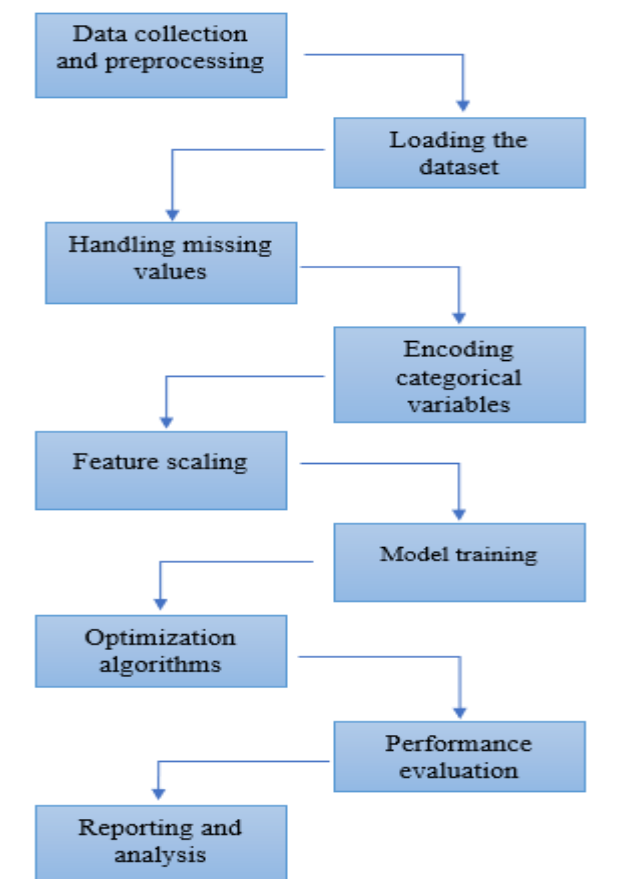 Data collection
and preprocessing
Loading the
dataset
Handling missing
values
Encoding
categorical
variables
Feature scaling
Model training
Optimization
algorithms
Performance
evaluation
Reporting and
analysis